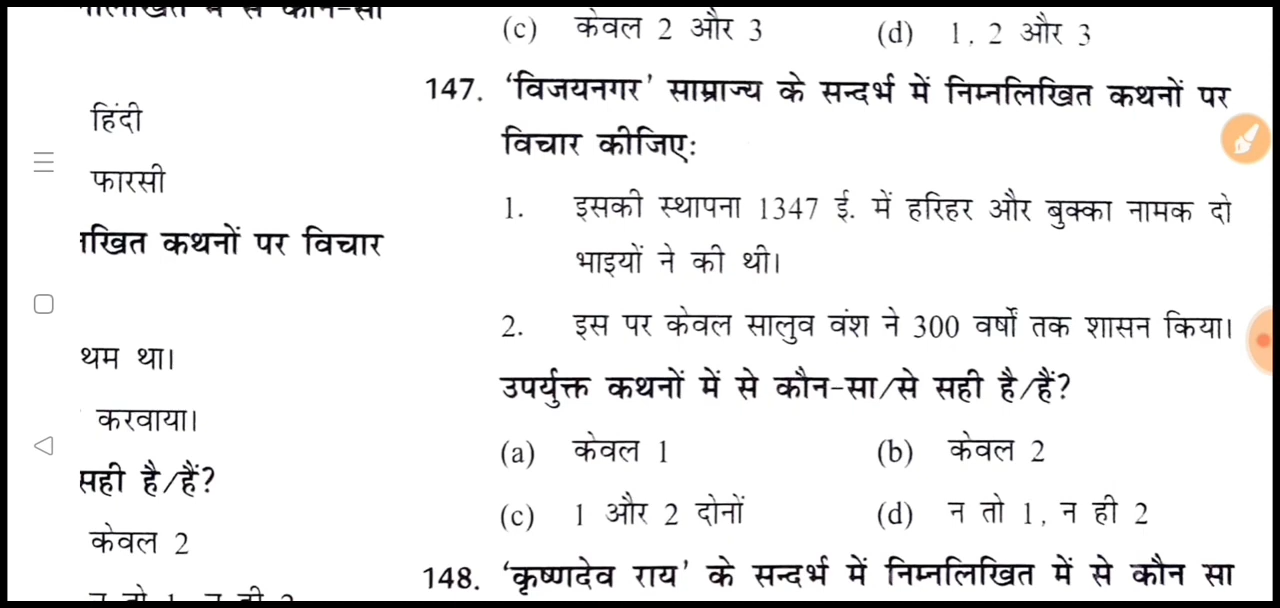 हिंदी
फारसी
कथनों पर विचार
थम था।
करवाया।
सही है/हैं?
केवल 2
(c) केवल 2 और 3 (d) 1, 2 और 3
147. ‘विजयनगर’ साम्राज्य के सन्दर्भ में निम्नलिखित कथनों पर
विचार कीजिए:
1. इसकी स्थापना 1347 ई. में हरिहर और बुक्का नामक दो
भाइयों ने की थी।
2. इस पर केवल सालुव वंश ने 300 वर्षों तक शासन किया।
उपर्युक्त कथनों में से कौन-सा/से सही है/हैं?
(a) केवल 1 (b) केवल 2
(c) 1 और 2 दोनों (d) न तो 1, न ही 2
148. ‘कृष्णदेव राय’ के सन्दर्भ में निम्नलिखित में से कौन सा